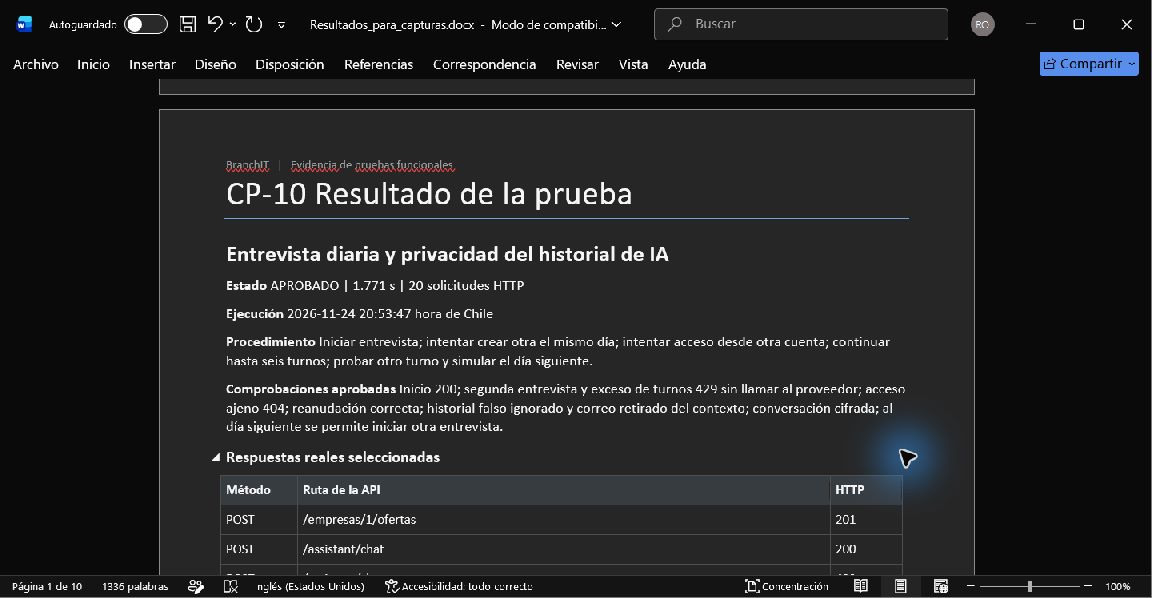 Autoguardado
Resultados_para_capturas.docx - Modo de compatibi...
Buscar
RO
Archivo Inicio Insertar Diseño Disposición Referencias Correspondencia Revisar Vista Ayuda
Compartir
BranchIT | Evidencia de pruebas funcionales
CP-10 Resultado de la prueba
Entrevista diaria y privacidad del historial de IA
Estado APROBADO | 1.771 s | 20 solicitudes HTTP
Ejecución 2026-11-24 20:53:47 hora de Chile
Procedimiento Iniciar entrevista; intentar crear otra el mismo día; intentar acceso desde otra cuenta; continuar
hasta seis turnos; probar otro turno y simular el día siguiente.
Comprobaciones aprobadas Inicio 200; segunda entrevista y exceso de turnos 429 sin llamar al proveedor; acceso
ajeno 404; reanudación correcta; historial falso ignorado y correo retirado del contexto; conversación cifrada; al
día siguiente se permite iniciar otra entrevista.
Respuestas reales seleccionadas
Método Ruta de la API HTTP
POST /empresas/1/ofertas 201
POST /assistant/chat 200
Página 1 de 10 1336 palabras nglés (Estados Unidos) Accesibilidad: todo correcto Concentración 100%